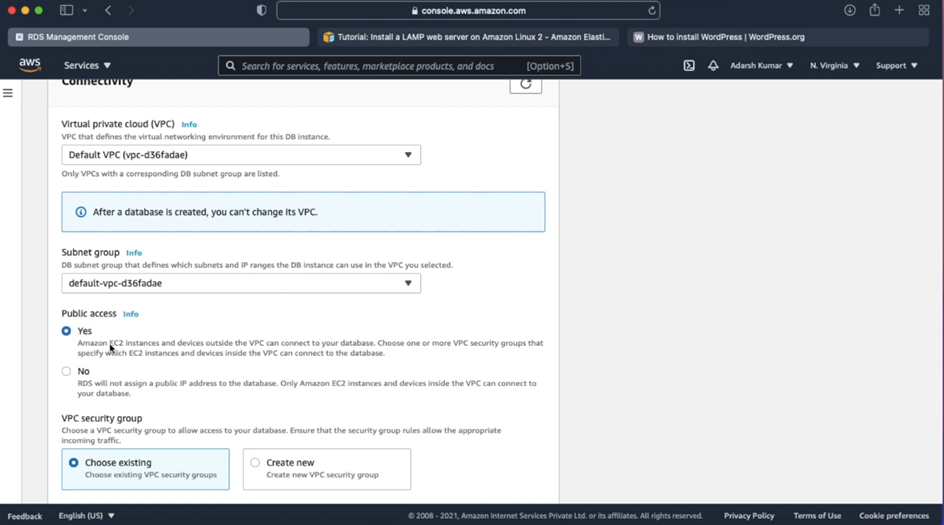 console.aws.amazon.com
RDS Management Console
Tutorial: Install a LAMP web server on Amazon Linux 2 - Amazon Elasti...
How to install WordPress | WordPress.org
aws
Services
Search for services, features, marketplace products, and docs
[Option+S]
Adarsh Kumar
N. Virginia
Support
Connectivity
Virtual private cloud (VPC) Info
VPC that defines the virtual networking environment for this DB instance.
Default VPC (vpc-d36fadae)
Only VPCs with a corresponding DB subnet group are listed.
After a database is created, you can't change its VPC.
Subnet group Info
DB subnet group that defines which subnets and IP ranges the DB instance can use in the VPC you selected.
default-vpc-d36fadae
Public access Info
Yes
Amazon EC2 instances and devices outside the VPC can connect to your database. Choose one or more VPC security groups that
specify which EC2 instances and devices inside the VPC can connect to the database.
No
RDS will not assign a public IP address to the database. Only Amazon EC2 instances and devices inside the VPC can connect to
your database.
VPC security group
Choose a VPC security group to allow access to your database. Ensure that the security group rules allow the appropriate
incoming traffic.
Choose existing
Choose existing VPC security groups
Create new
Create new VPC security group
Feedback
English (US)
© 2008 - 2021, Amazon Internet Services Private Ltd. or its affiliates. All rights reserved.
Privacy Policy
Terms of Use
Cookie preferences